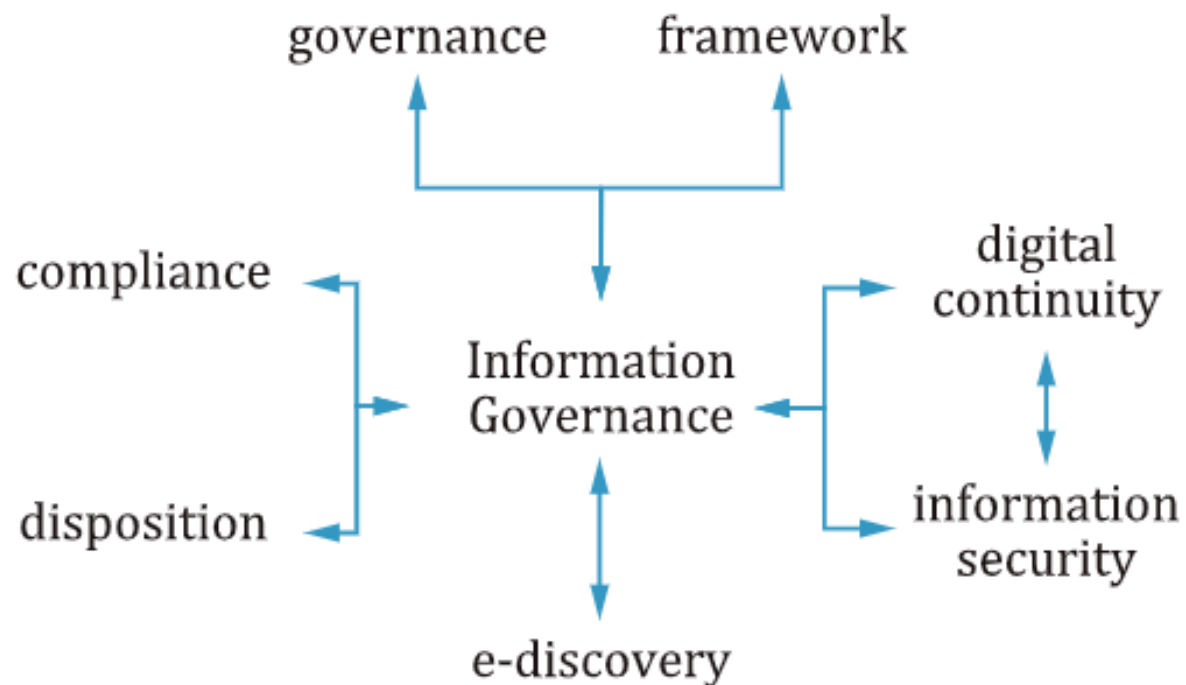 governance
framework
compliance
digital
continuity
Information
Governance
disposition
information
security
e-discovery